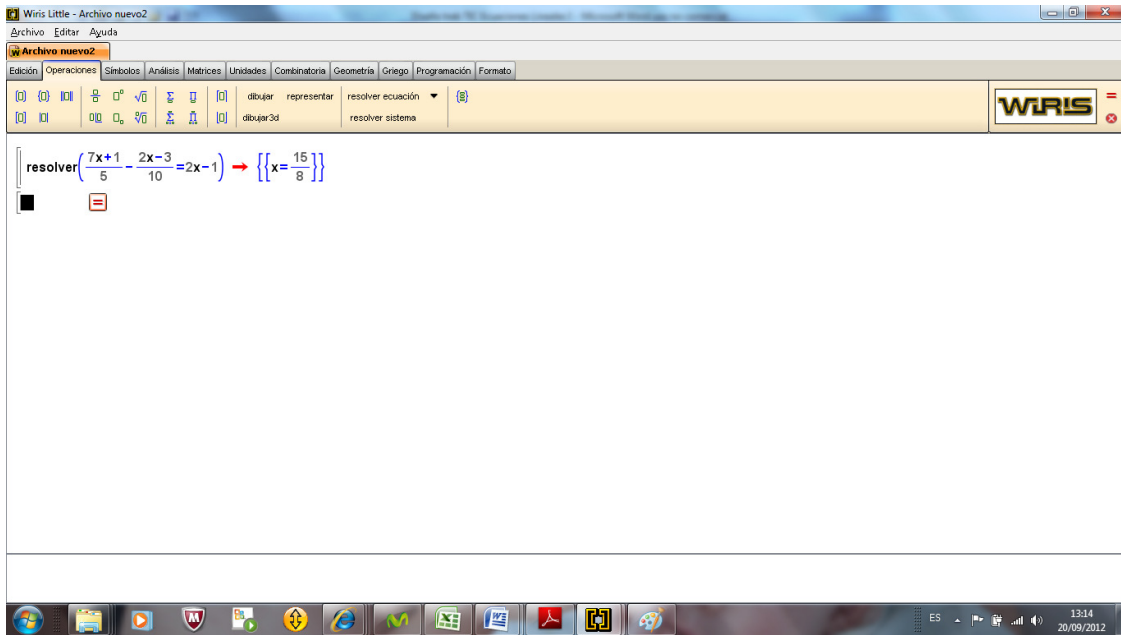 Wiris Little - Archivo nuevo2
Archivo Editar Ayuda
Archivo nuevo2
Edición Operaciones Símbolos Análisis Matrices Unidades Combinatoria Geometría Griego Programación Formato
dibujar representar resolver ecuación
dibujar3d resolver sistema
WIRIS
resolver((7x+1)/5 - (2x-3)/10 = 2x-1) → {{x=15/8}}
=
ES 13:14
20/09/2012